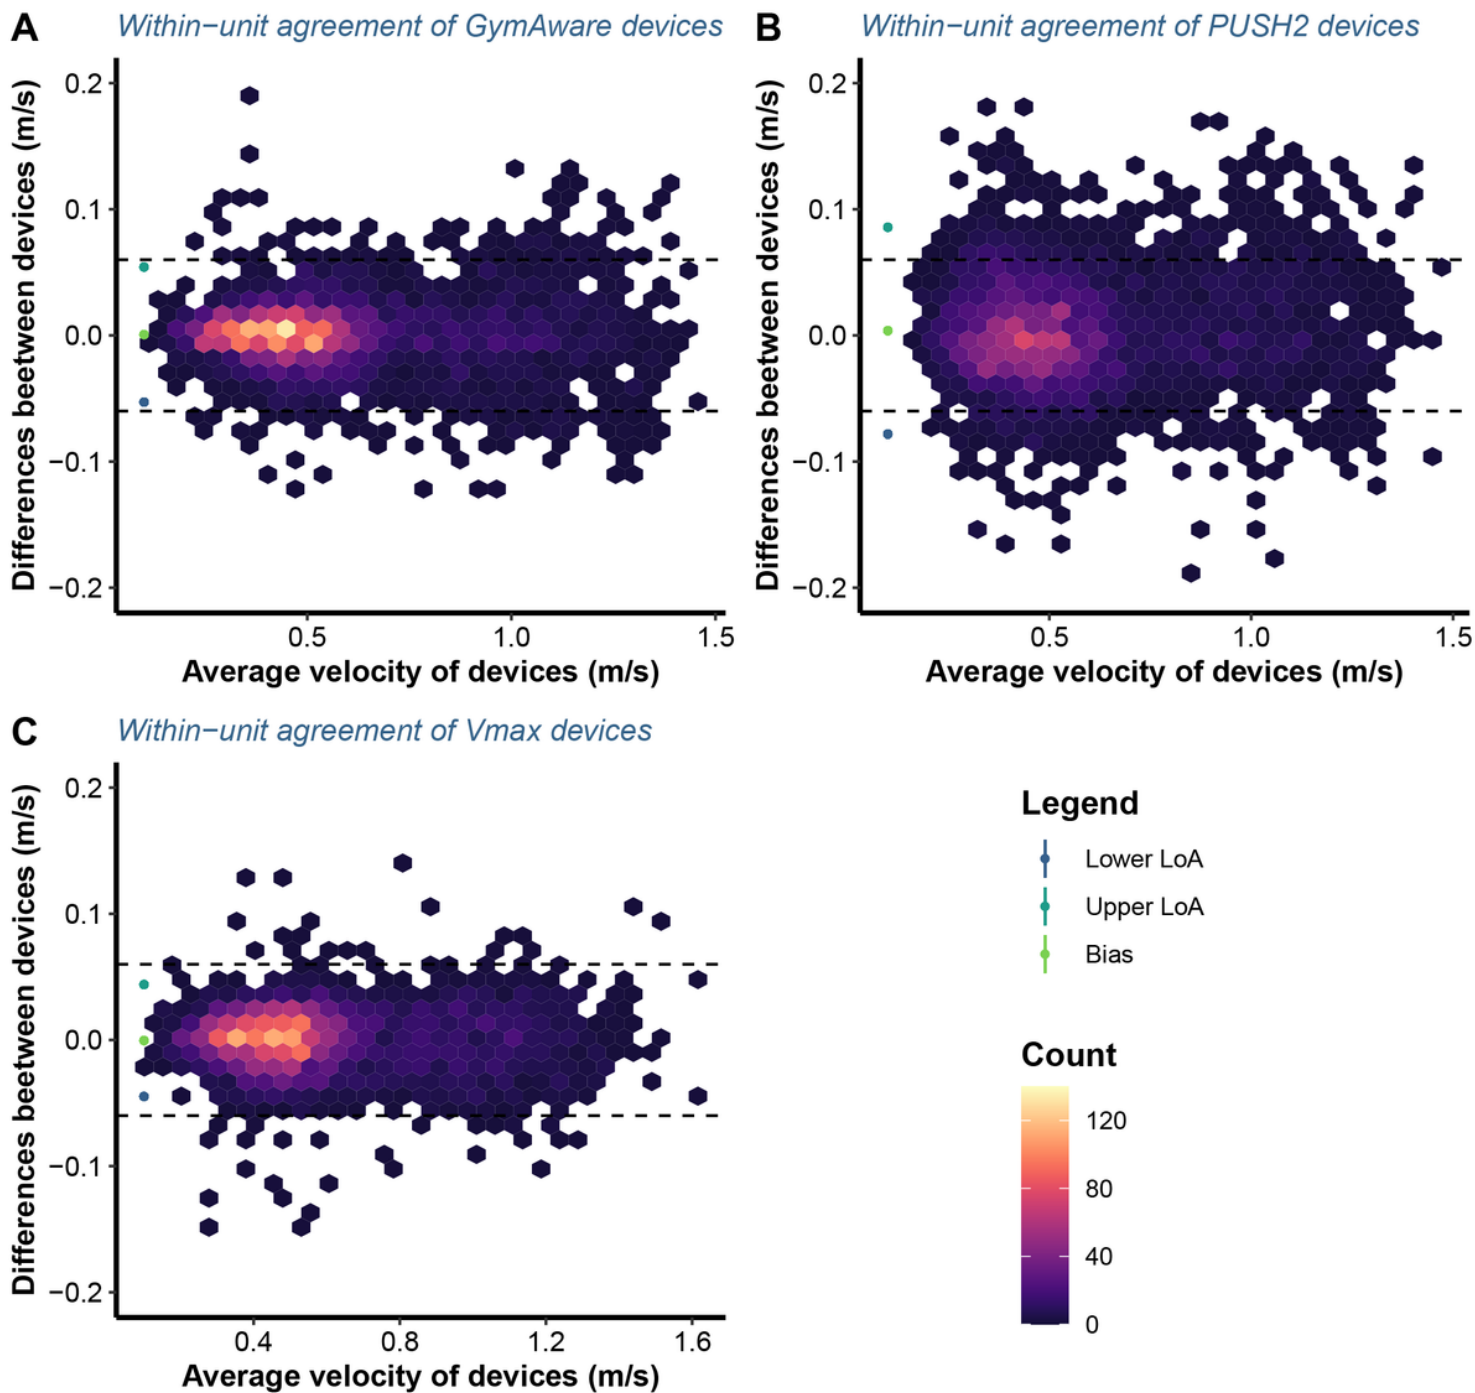 A Within−unit agreement of GymAware devices
Differences beetween devices (m/s)
0.2
0.1
0.0
−0.1
−0.2
0.5 1.0 1.5
Average velocity of devices (m/s)
B Within−unit agreement of PUSH2 devices
Differences beetween devices (m/s)
0.2
0.1
0.0
−0.1
−0.2
0.5 1.0 1.5
Average velocity of devices (m/s)
C Within−unit agreement of Vmax devices
Differences beetween devices (m/s)
0.2
0.1
0.0
−0.1
−0.2
0.4 0.8 1.2 1.6
Average velocity of devices (m/s)
Legend
Lower LoA
Upper LoA
Bias
Count
120
80
40
0